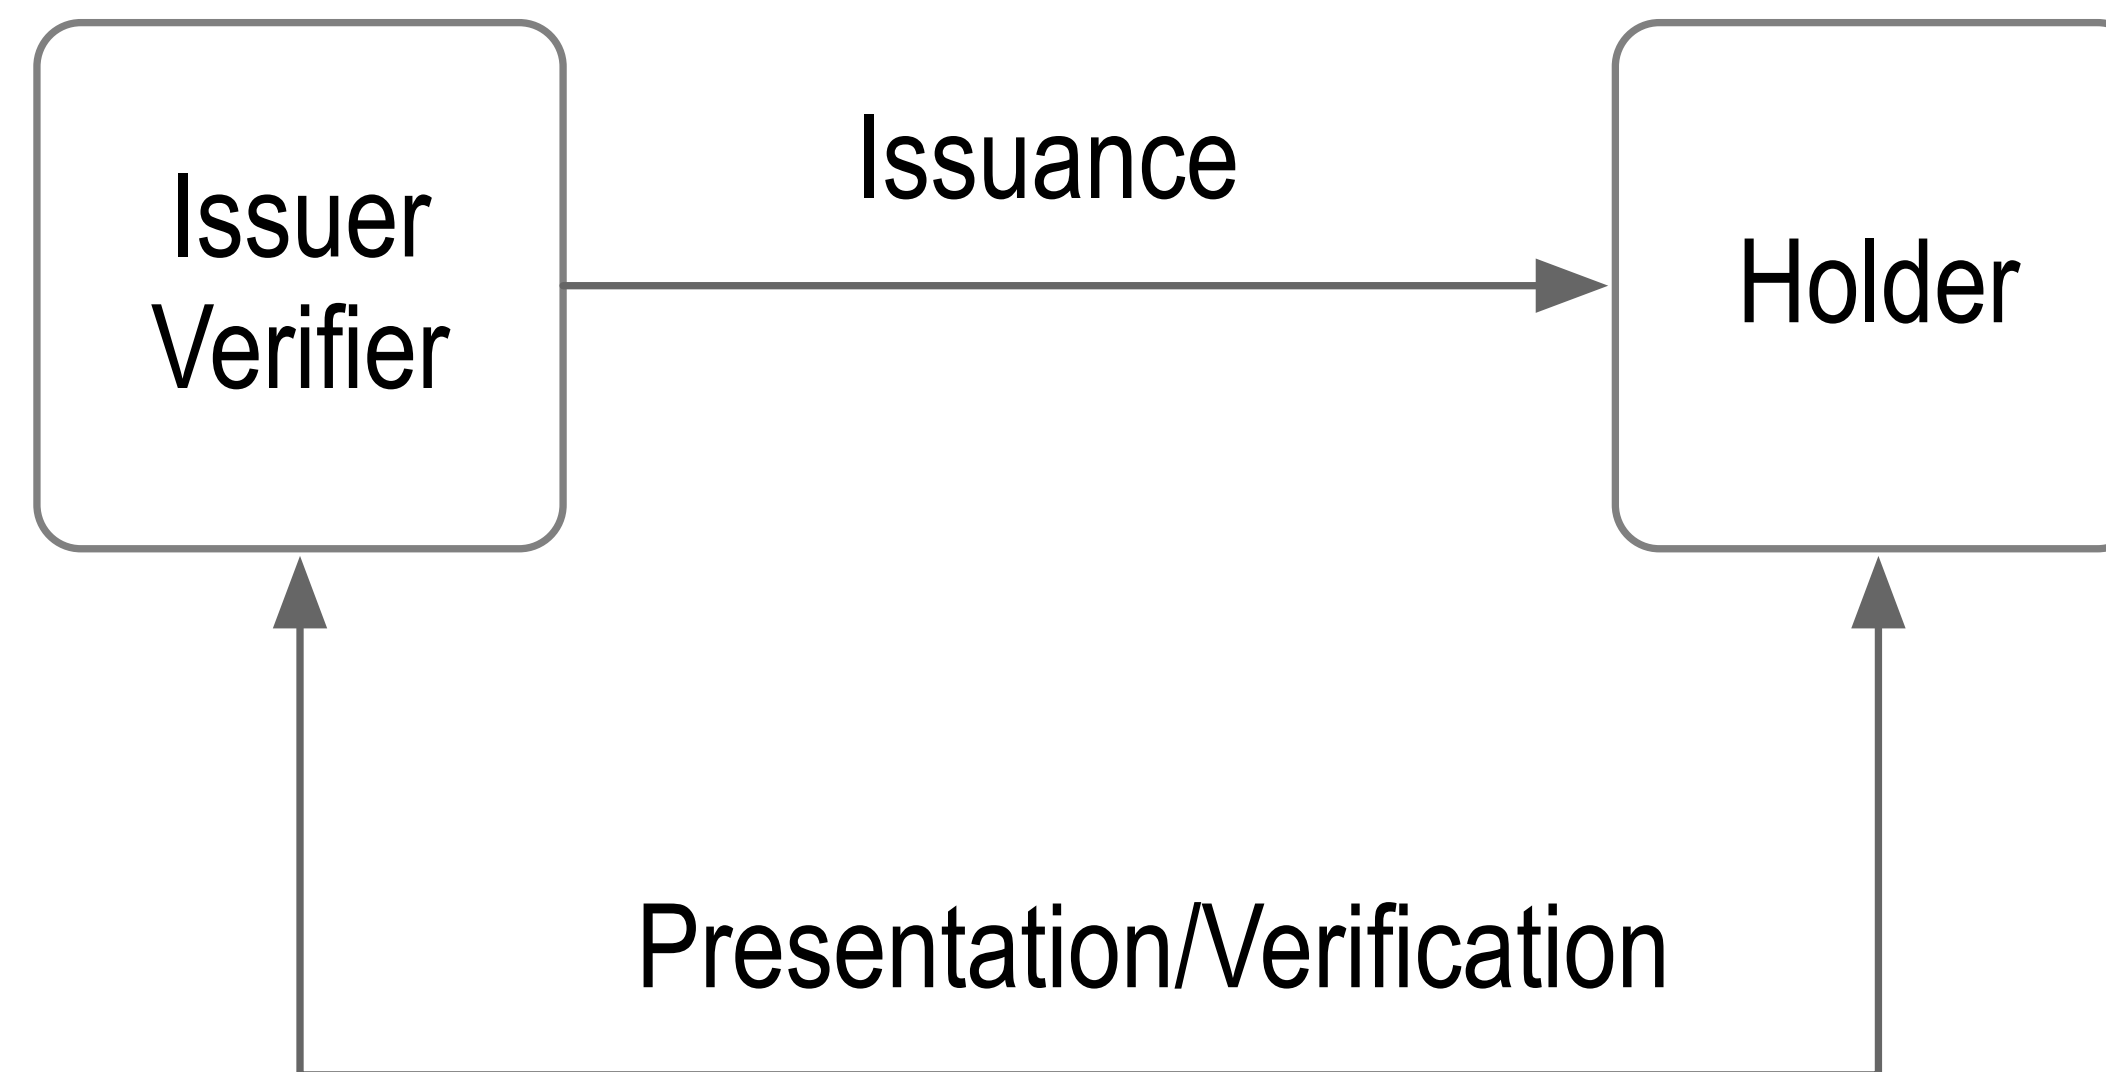 Issuer
Verifier
Issuance
Holder
Presentation/Verification